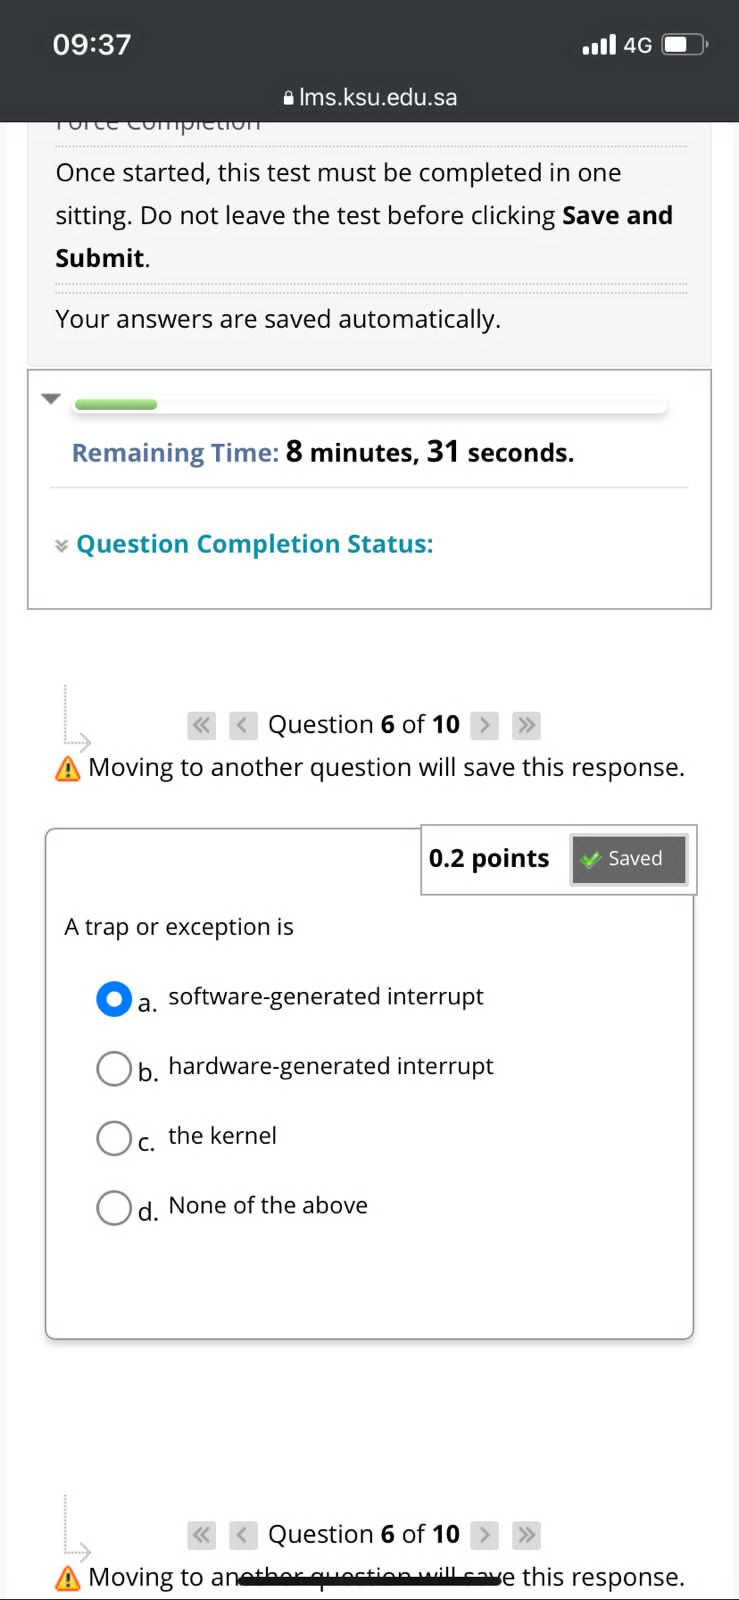 09:37
4G
lms.ksu.edu.sa
Force Completion
Once started, this test must be completed in one
sitting. Do not leave the test before clicking Save and
Submit.
Your answers are saved automatically.
Remaining Time: 8 minutes, 31 seconds.
Question Completion Status:
Question 6 of 10
Moving to another question will save this response.
0.2 points
Saved
A trap or exception is
a. software-generated interrupt
b. hardware-generated interrupt
c. the kernel
d. None of the above
Question 6 of 10
Moving to another question will save this response.